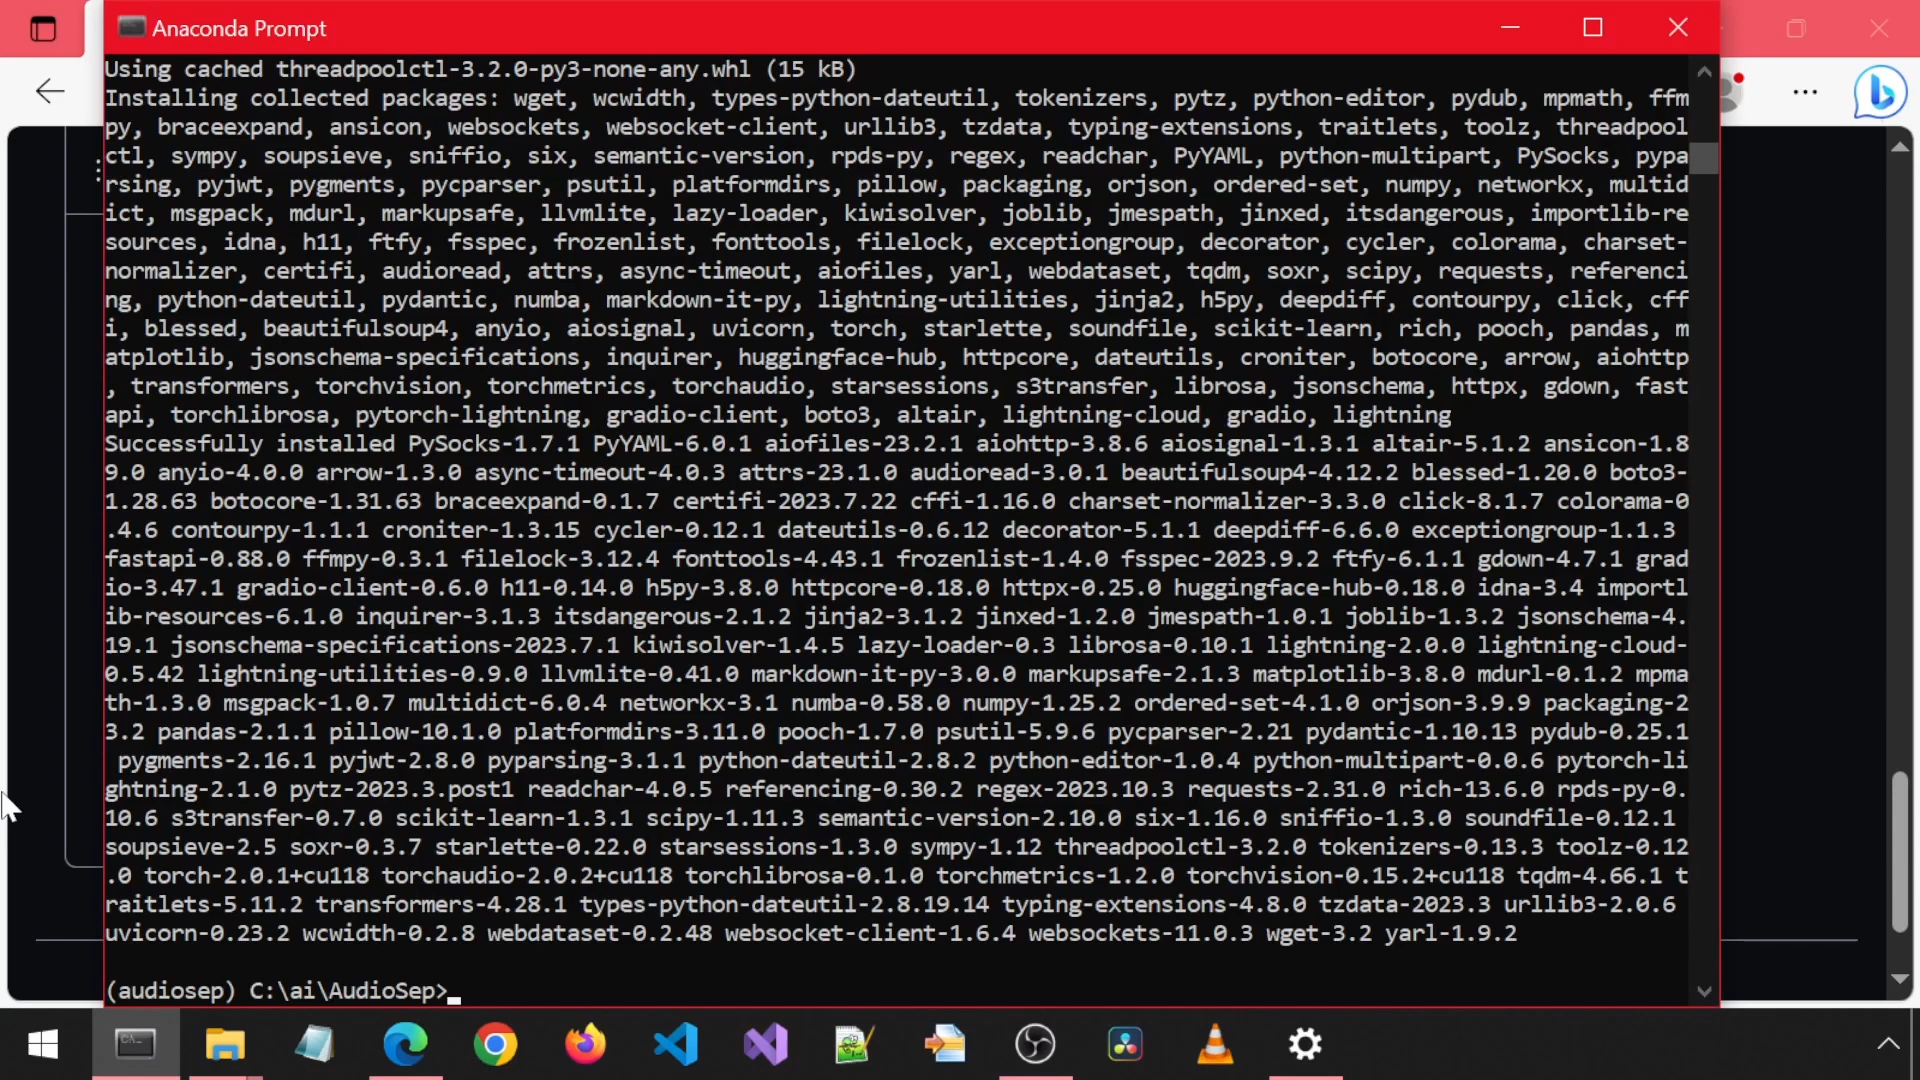 Anaconda Prompt
Using cached threadpoolctl-3.2.0-py3-none-any.whl (15 kB)
Installing collected packages: wget, wcwidth, types-python-dateutil, tokenizers, pytz, python-editor, pydub, mpmath, ffm
py, braceexpand, ansicon, websockets, websocket-client, urllib3, tzdata, typing-extensions, traitlets, toolz, threadpool
ctl, sympy, soupsieve, sniffio, six, semantic-version, rpds-py, regex, readchar, PyYAML, python-multipart, PySocks, pypa
rsing, pyjwt, pygments, pycparser, psutil, platformdirs, pillow, packaging, orjson, ordered-set, numpy, networkx, multid
ict, msgpack, mdurl, markupsafe, llvmlite, lazy-loader, kiwisolver, joblib, jmespath, jinxed, itsdangerous, importlib-re
sources, idna, h11, ftfy, fsspec, frozenlist, fonttools, filelock, exceptiongroup, decorator, cycler, colorama, charset-
normalizer, certifi, audioread, attrs, async-timeout, aiofiles, yarl, webdataset, tqdm, soxr, scipy, requests, referenci
ng, python-dateutil, pydantic, numba, markdown-it-py, lightning-utilities, jinja2, h5py, deepdiff, contourpy, click, cff
i, blessed, beautifulsoup4, anyio, aiosignal, uvicorn, torch, starlette, soundfile, scikit-learn, rich, pooch, pandas, m
atplotlib, jsonschema-specifications, inquirer, huggingface-hub, httpcore, dateutils, croniter, botocore, arrow, aiohttp
, transformers, torchvision, torchmetrics, torchaudio, starsessions, s3transfer, librosa, jsonschema, httpx, gdown, fast
api, torchlibrosa, pytorch-lightning, gradio-client, boto3, altair, lightning-cloud, gradio, lightning
Successfully installed PySocks-1.7.1 PyYAML-6.0.1 aiofiles-23.2.1 aiohttp-3.8.6 aiosignal-1.3.1 altair-5.1.2 ansicon-1.8
9.0 anyio-4.0.0 arrow-1.3.0 async-timeout-4.0.3 attrs-23.1.0 audioread-3.0.1 beautifulsoup4-4.12.2 blessed-1.20.0 boto3-
1.28.63 botocore-1.31.63 braceexpand-0.1.7 certifi-2023.7.22 cffi-1.16.0 charset-normalizer-3.3.0 click-8.1.7 colorama-0
.4.6 contourpy-1.1.1 croniter-1.3.15 cycler-0.12.1 dateutils-0.6.12 decorator-5.1.1 deepdiff-6.6.0 exceptiongroup-1.1.3
fastapi-0.88.0 ffmpy-0.3.1 filelock-3.12.4 fonttools-4.43.1 frozenlist-1.4.0 fsspec-2023.9.2 ftfy-6.1.1 gdown-4.7.1 grad
io-3.47.1 gradio-client-0.6.0 h11-0.14.0 h5py-3.8.0 httpcore-0.18.0 httpx-0.25.0 huggingface-hub-0.18.0 idna-3.4 importl
ib-resources-6.1.0 inquirer-3.1.3 itsdangerous-2.1.2 jinja2-3.1.2 jinxed-1.2.0 jmespath-1.0.1 joblib-1.3.2 jsonschema-4.
19.1 jsonschema-specifications-2023.7.1 kiwisolver-1.4.5 lazy-loader-0.3 librosa-0.10.1 lightning-2.0.0 lightning-cloud-
0.5.42 lightning-utilities-0.9.0 llvmlite-0.41.0 markdown-it-py-3.0.0 markupsafe-2.1.3 matplotlib-3.8.0 mdurl-0.1.2 mpma
th-1.3.0 msgpack-1.0.7 multidict-6.0.4 networkx-3.1 numba-0.58.0 numpy-1.25.2 ordered-set-4.1.0 orjson-3.9.9 packaging-2
3.2 pandas-2.1.1 pillow-10.1.0 platformdirs-3.11.0 pooch-1.7.0 psutil-5.9.6 pycparser-2.21 pydantic-1.10.13 pydub-0.25.1
pygments-2.16.1 pyjwt-2.8.0 pyparsing-3.1.1 python-dateutil-2.8.2 python-editor-1.0.4 python-multipart-0.0.6 pytorch-li
ghtning-2.1.0 pytz-2023.3.post1 readchar-4.0.5 referencing-0.30.2 regex-2023.10.3 requests-2.31.0 rich-13.6.0 rpds-py-0.
10.6 s3transfer-0.7.0 scikit-learn-1.3.1 scipy-1.11.3 semantic-version-2.10.0 six-1.16.0 sniffio-1.3.0 soundfile-0.12.1
soupsieve-2.5 soxr-0.3.7 starlette-0.22.0 starsessions-1.3.0 sympy-1.12 threadpoolctl-3.2.0 tokenizers-0.13.3 toolz-0.12
.0 torch-2.0.1+cu118 torchaudio-2.0.2+cu118 torchlibrosa-0.1.0 torchmetrics-1.2.0 torchvision-0.15.2+cu118 tqdm-4.66.1 t
raitlets-5.11.2 transformers-4.28.1 types-python-dateutil-2.8.19.14 typing-extensions-4.8.0 tzdata-2023.3 urllib3-2.0.6
uvicorn-0.23.2 wcwidth-0.2.8 webdataset-0.2.48 websocket-client-1.6.4 websockets-11.0.3 wget-3.2 yarl-1.9.2
(audiosep) C:\ai\AudioSep>